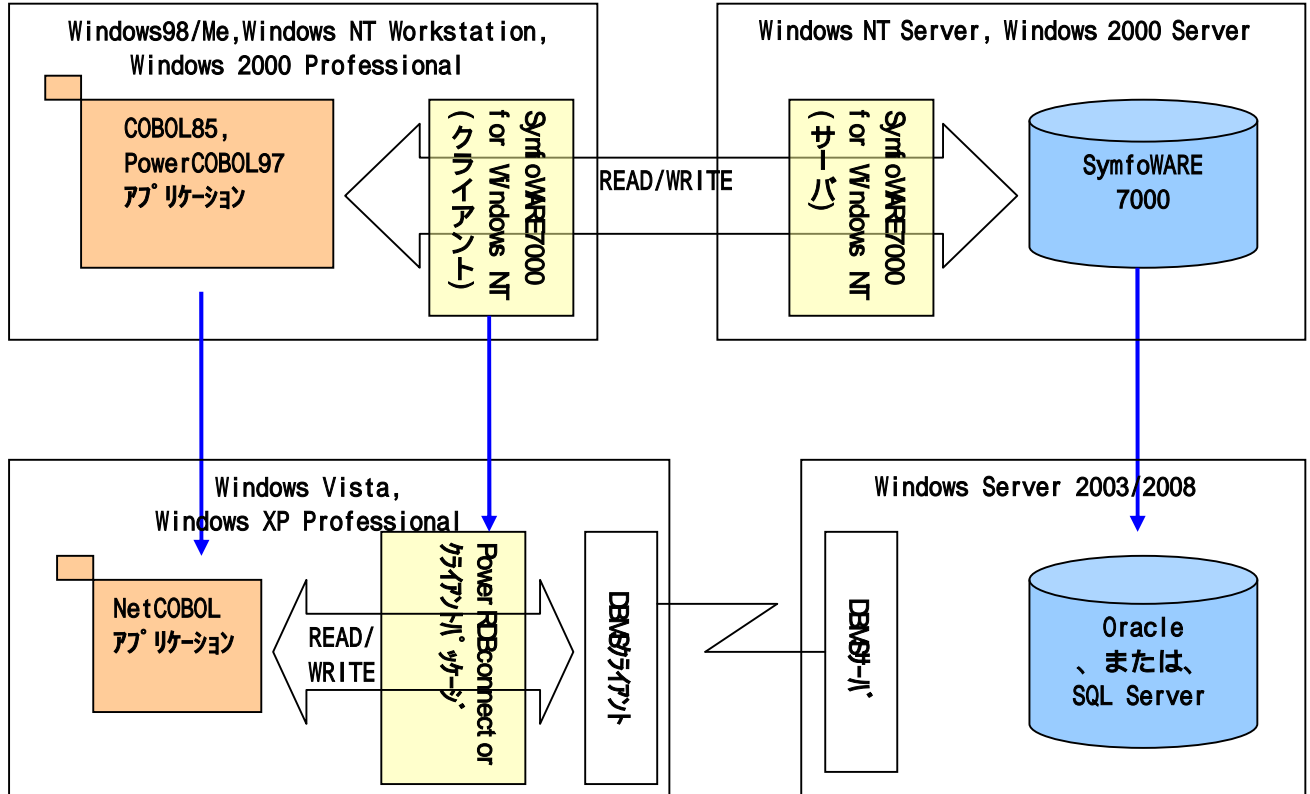 Windows98/Me,Windows NT Workstation,
Windows 2000 Professional
COBOL85,
PowerCOBOL97
アプリケーション
SymfoWARE7000
for Windows NT
(クライアント)
READ/WRITE
Windows NT Server, Windows 2000 Server
SymfoWARE7000
for Windows NT
(サーバ)
SymfoWARE
7000
Windows Vista,
Windows XP Professional
NetCOBOL
アプリケーション
READ/
WRITE
PowerRDBconnector
クライアントパッケージ
DBMSクライアント
Windows Server 2003/2008
DBMSサーバ
Oracle
、または、
SQL Server